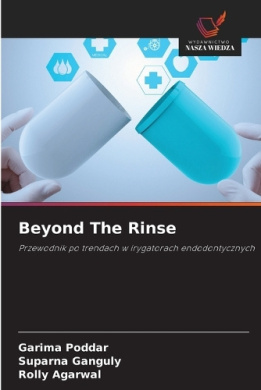 WYDAWNICTWO
NASZA WIEDZA
Beyond The Rinse
Przewodnik po trendach w irygatorach endodontycznych
Garima Poddar
Suparna Ganguly
Rolly Agarwal